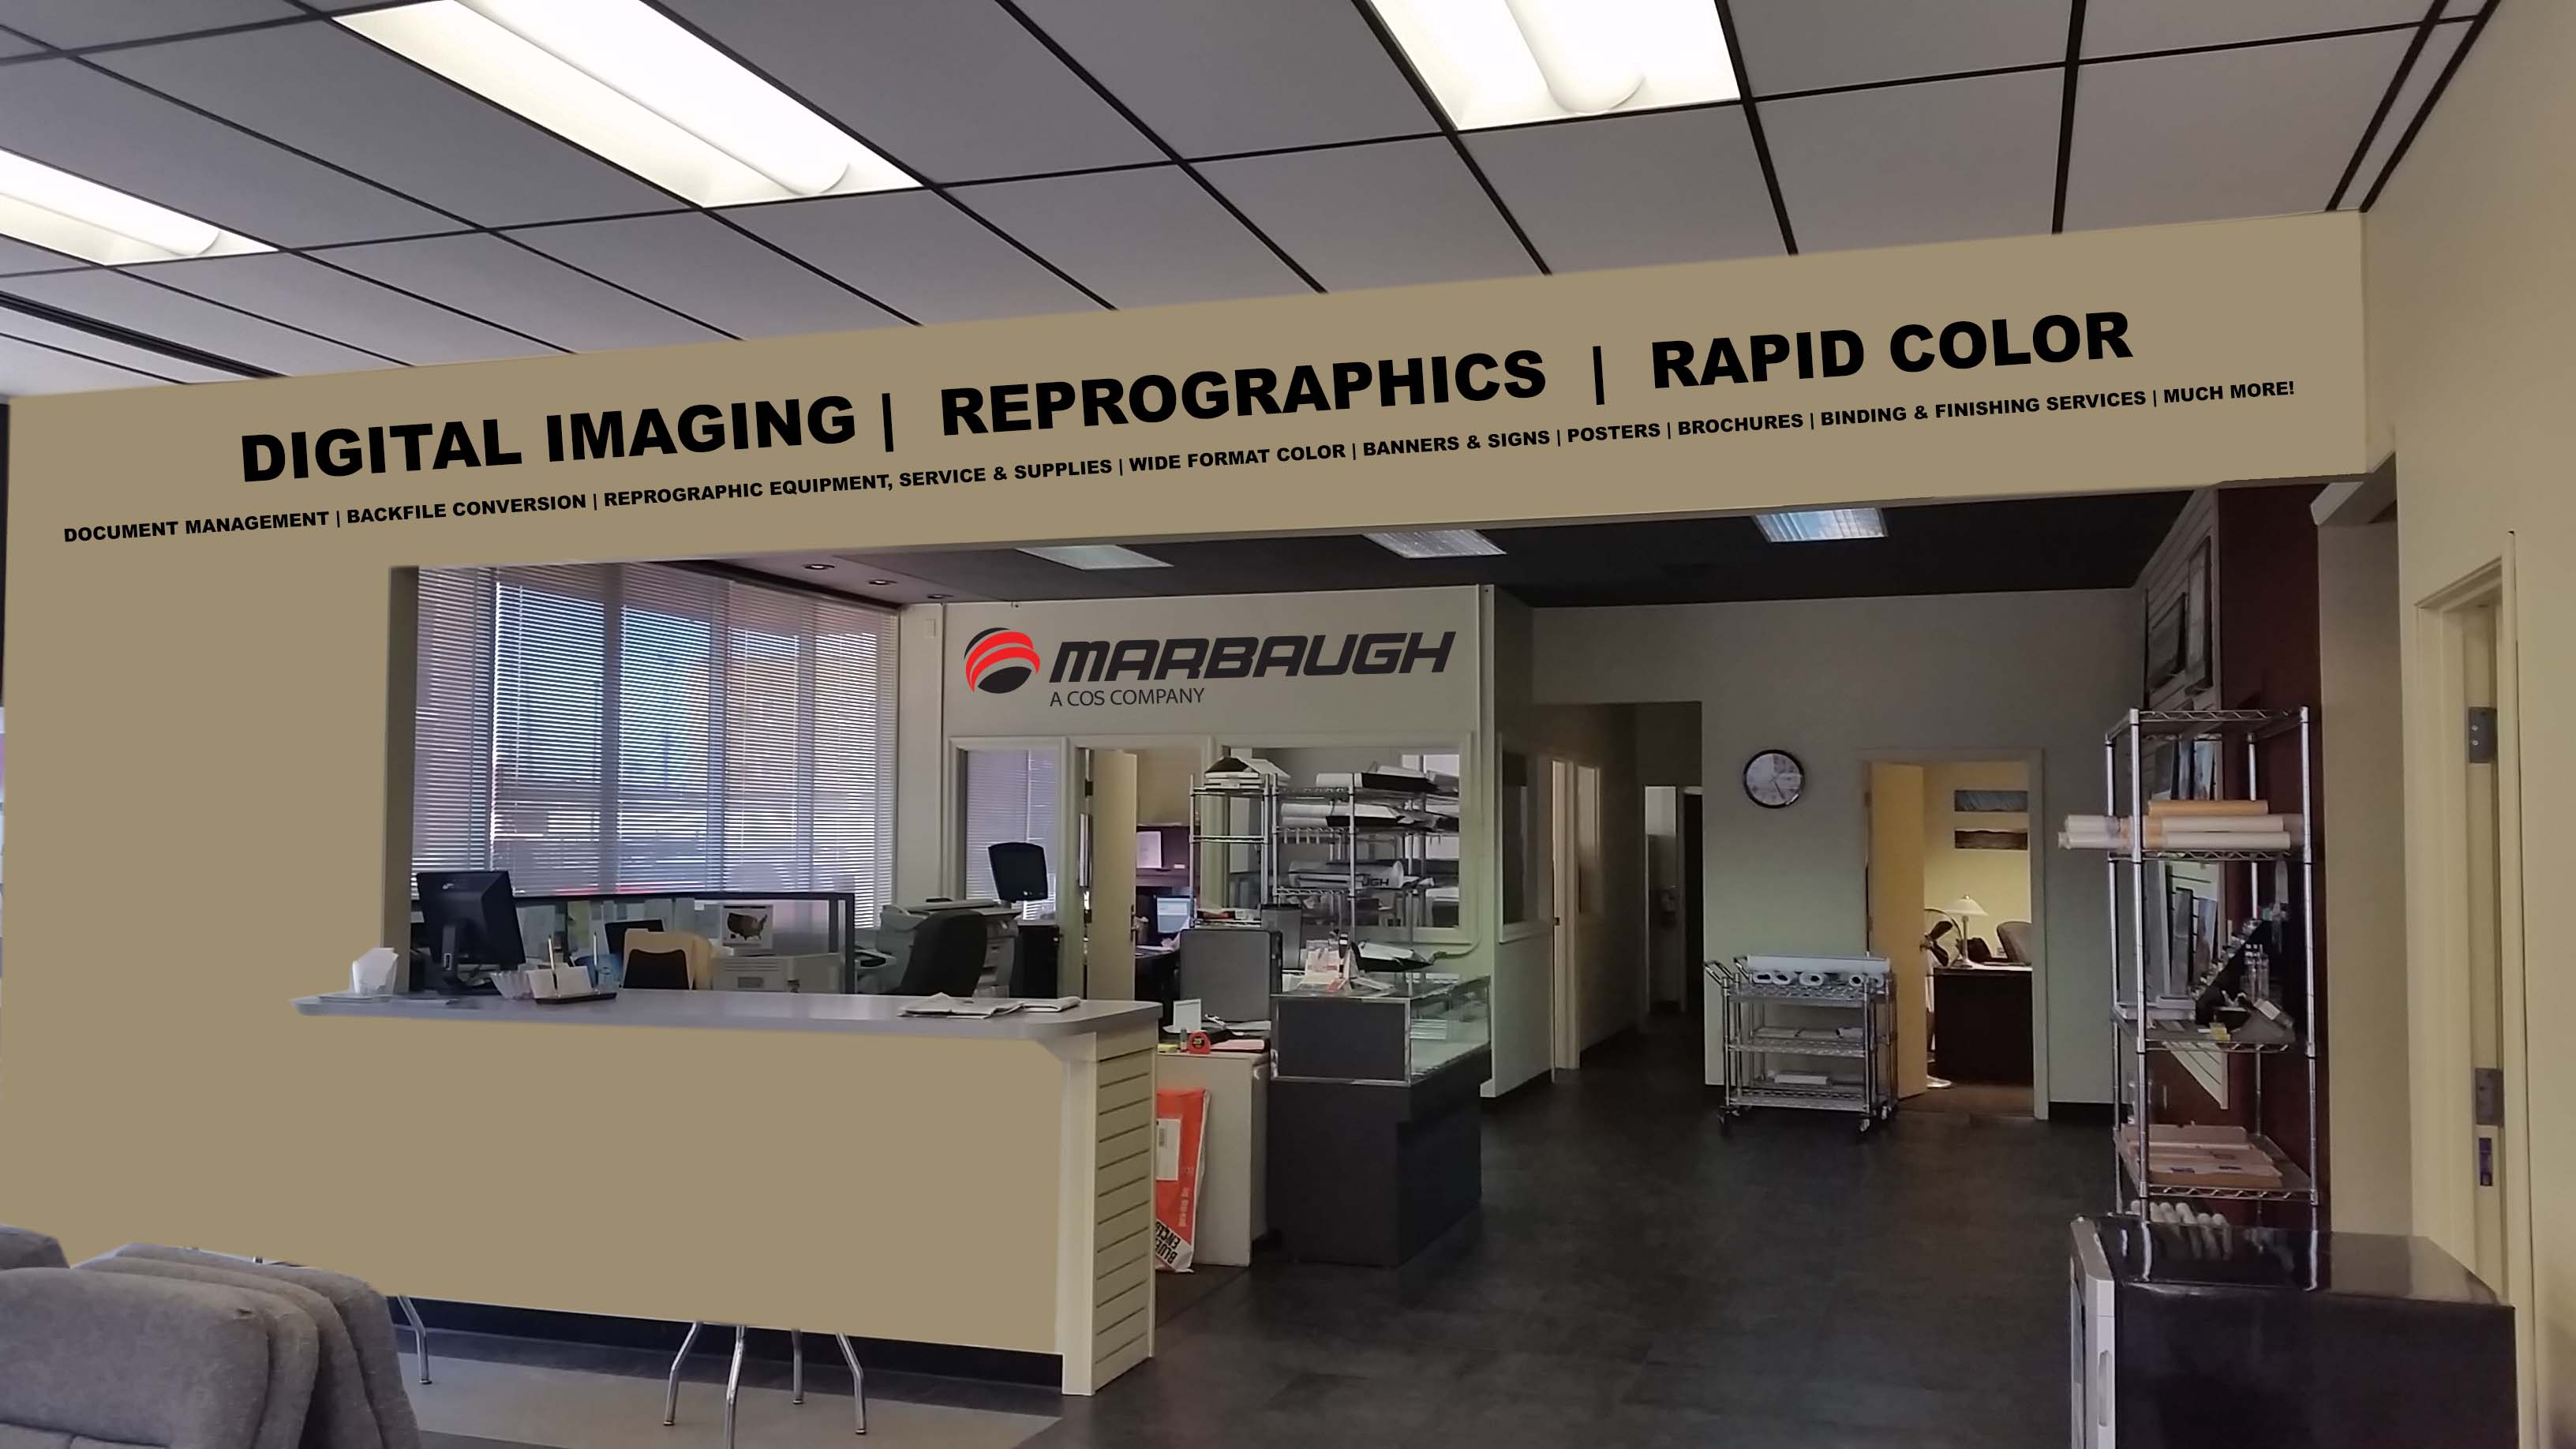 DIGITAL IMAGING | REPROGRAPHICS | RAPID COLOR
DOCUMENT MANAGEMENT | BACKFILE CONVERSION | REPROGRAPHIC EQUIPMENT, SERVICE & SUPPLIES | WIDE FORMAT COLOR | BANNERS & SIGNS | POSTERS | BROCHURES | BINDING & FINISHING SERVICES | MUCH MORE!
MARBAUGH
A COS COMPANY